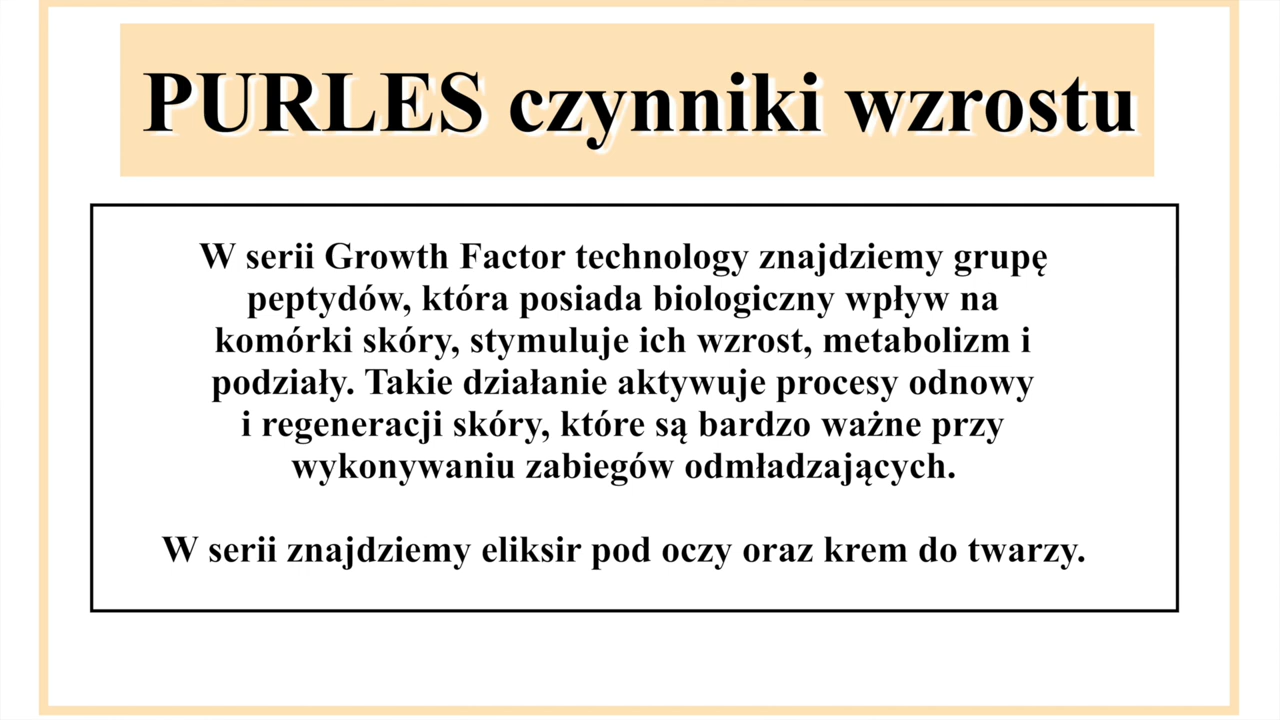 PURLES czynniki wzrostu
W serii Growth Factor technology znajdziemy grupę
peptydów, która posiada biologiczny wpływ na
komórki skóry, stymuluje ich wzrost, metabolizm i
podziały. Takie działanie aktywuje procesy odnowy
i regeneracji skóry, które są bardzo ważne przy
wykonywaniu zabiegów odmładzających.
W serii znajdziemy eliksir pod oczy oraz krem do twarzy.